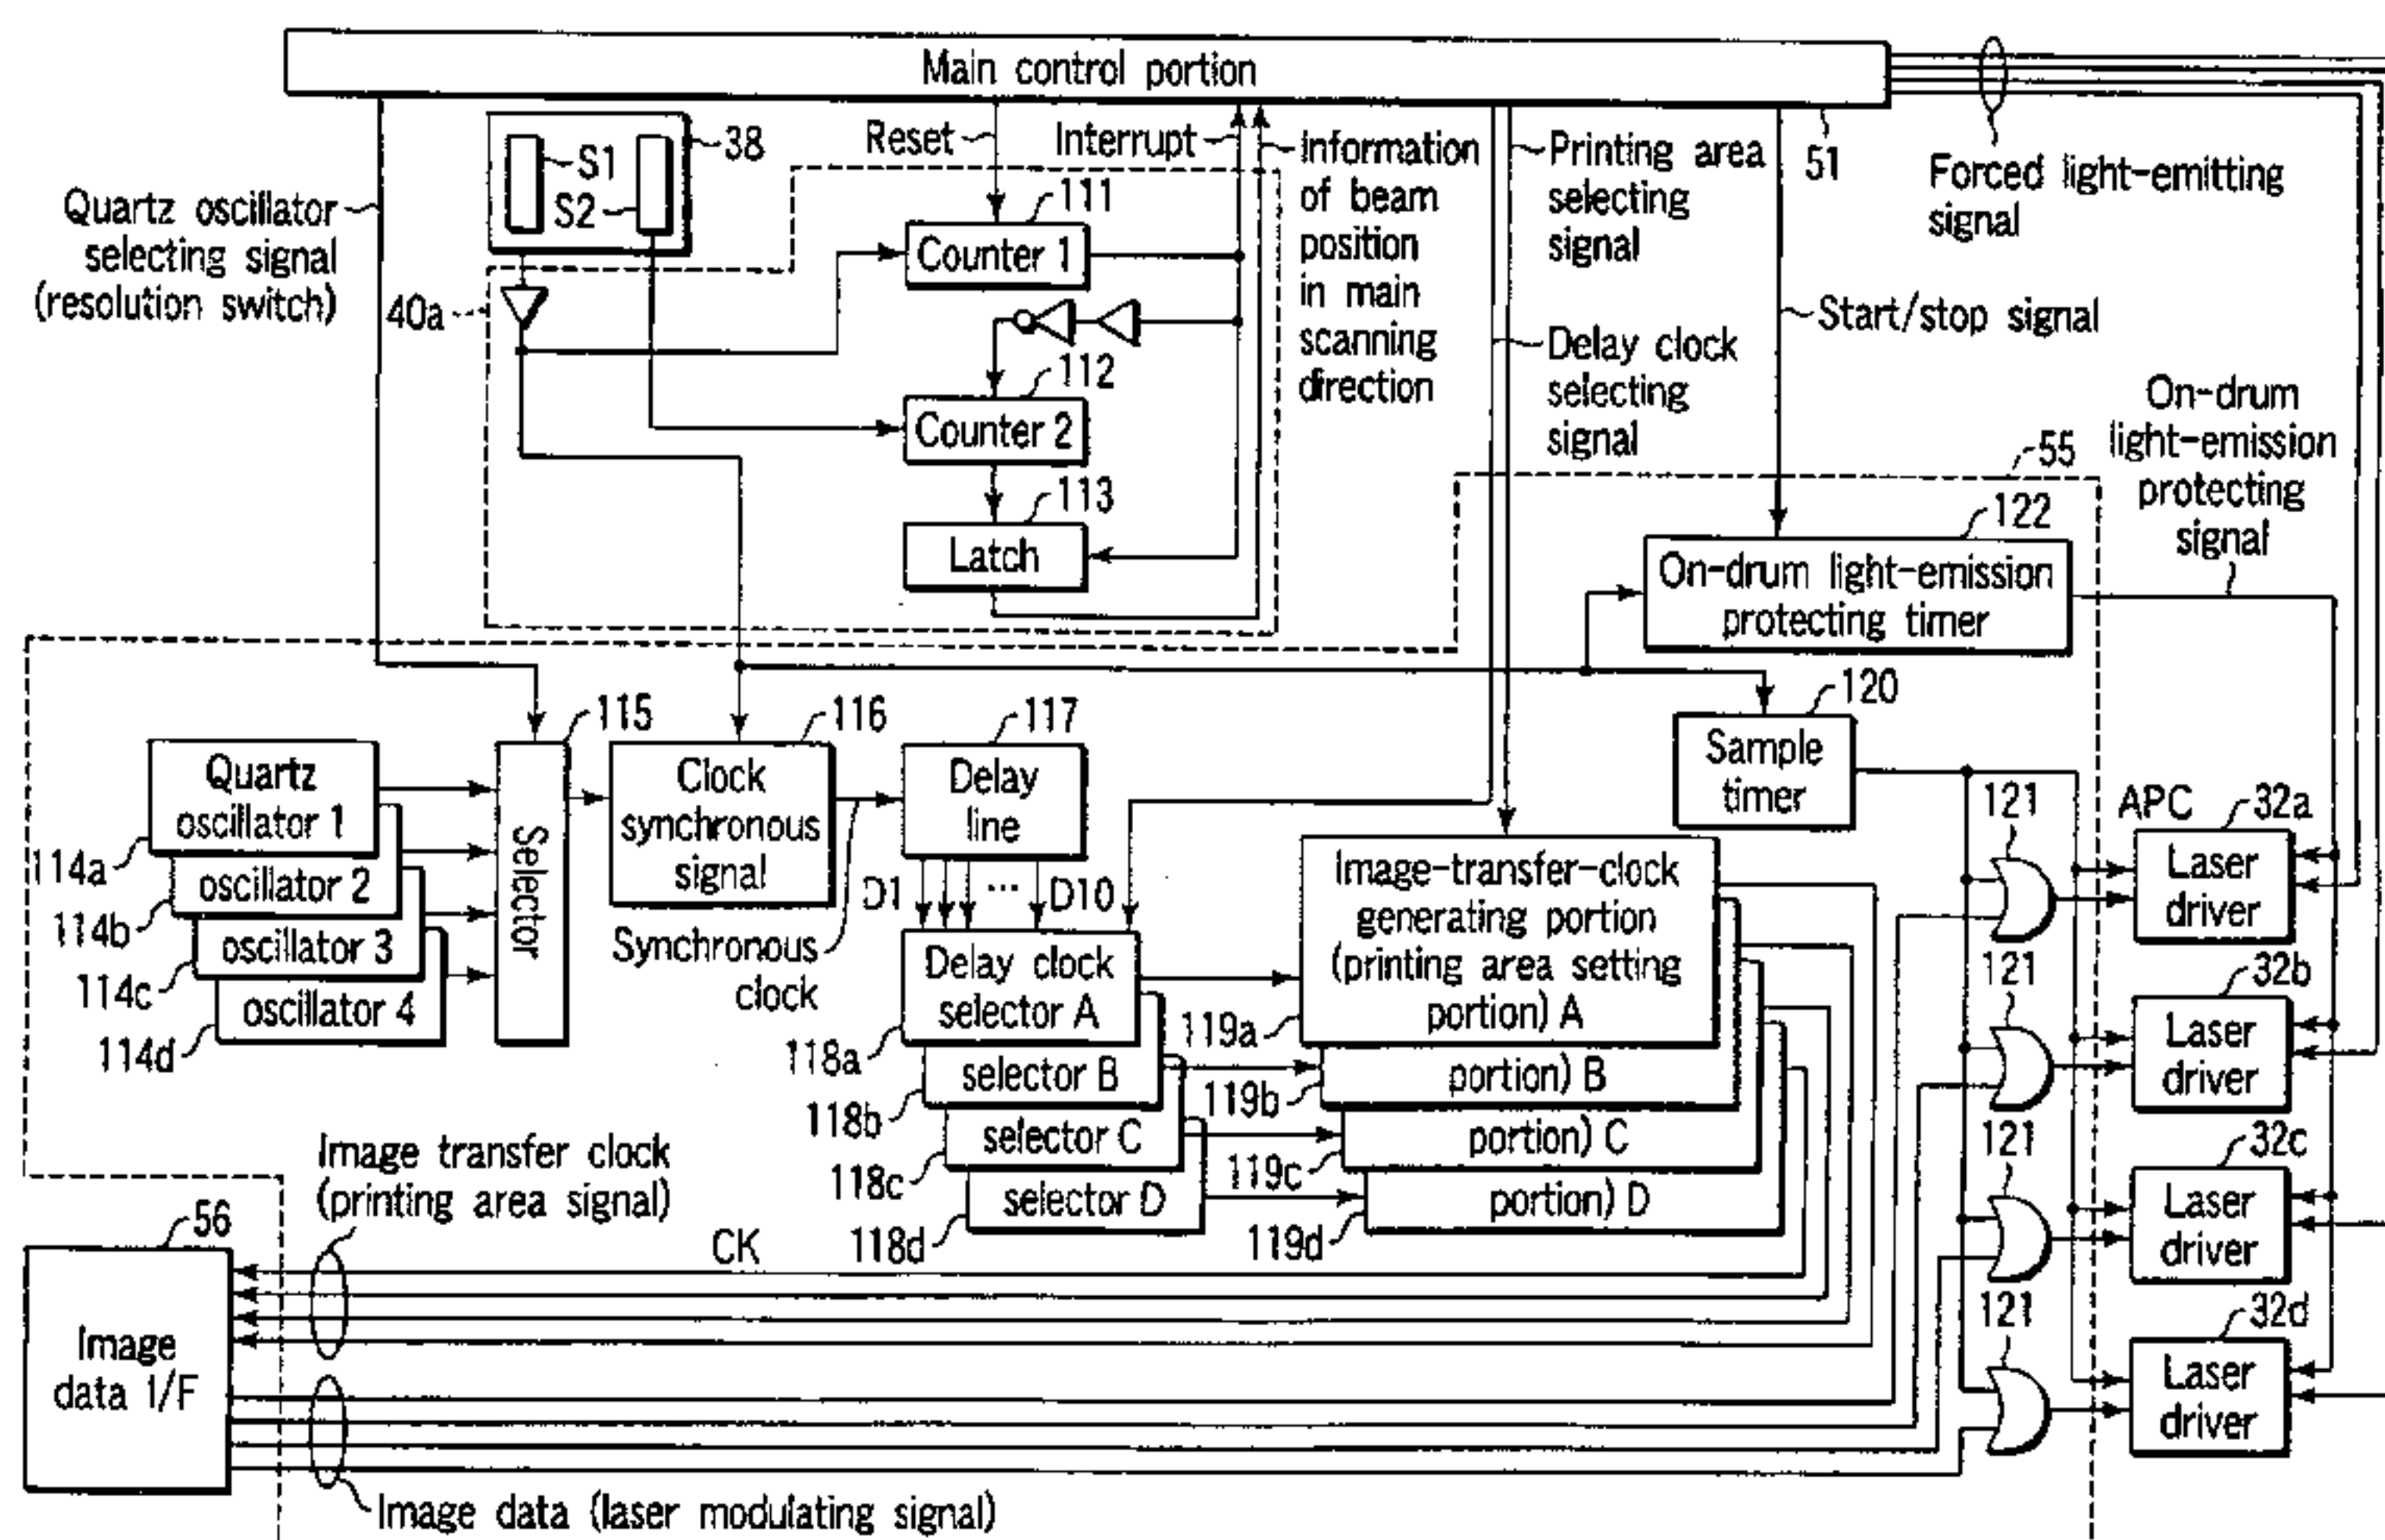 Main control portion
51
Forced light-emitting
signal
38
S1
S2
Reset
Interrupt
Information
of beam
position
in main
scanning
direction
Printing area
selecting
signal
Delay clock
selecting
signal
Start/stop signal
Quartz oscillator
selecting signal
(resolution switch)
40a
111
Counter 1
112
Counter 2
113
Latch
On-drum
light-emission
protecting
signal
55
122
On-drum light-emission
protecting timer
120
Sample
timer
115
Selector
116
Clock
synchronous
signal
117
Delay
line
Quartz
oscillator 1
oscillator 2
oscillator 3
oscillator 4
114a
114b
114c
114d
Synchronous
clock
D1
...
D10
Delay clock
selector A
selector B
selector C
selector D
118a
118b
118c
118d
Image-transfer-clock
generating portion
(printing area setting
portion) A
portion) B
portion) C
portion) D
119a
119b
119c
119d
121
121
121
121
APC
32a
Laser
driver
32b
Laser
driver
32c
Laser
driver
32d
Laser
driver
Image transfer clock
(printing area signal)
CK
56
Image
data I/F
Image data (laser modulating signal)